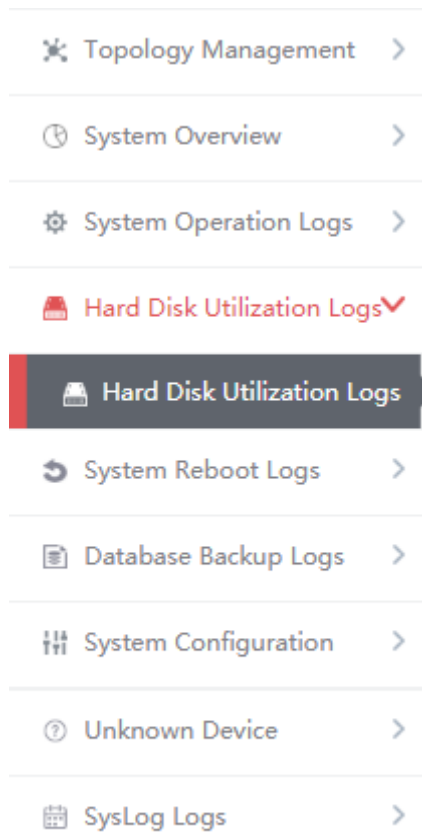 Topology Management
System Overview
System Operation Logs
Hard Disk Utilization Logs
Hard Disk Utilization Logs
System Reboot Logs
Database Backup Logs
System Configuration
Unknown Device
SysLog Logs